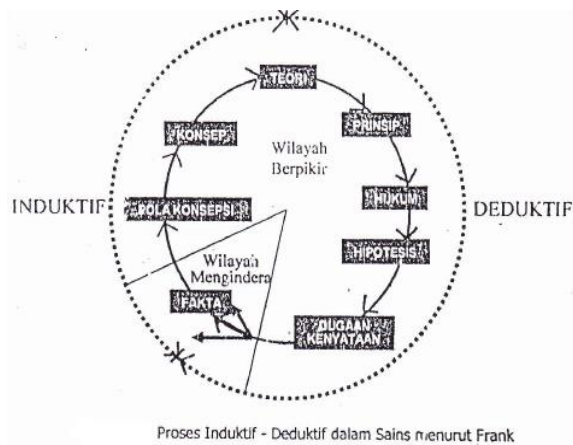 TEORI
KONSEP
PRINSIP
Wilayah
Berpikir
INDUKTIF
POLA KONSEPSI
HUKUM
DEDUKTIF
HIPOTESIS
Wilayah
Mengindera
FAKTA
DUGAAN
KENYATAAN
Proses Induktif - Deduktif dalam Sains menurut Frank